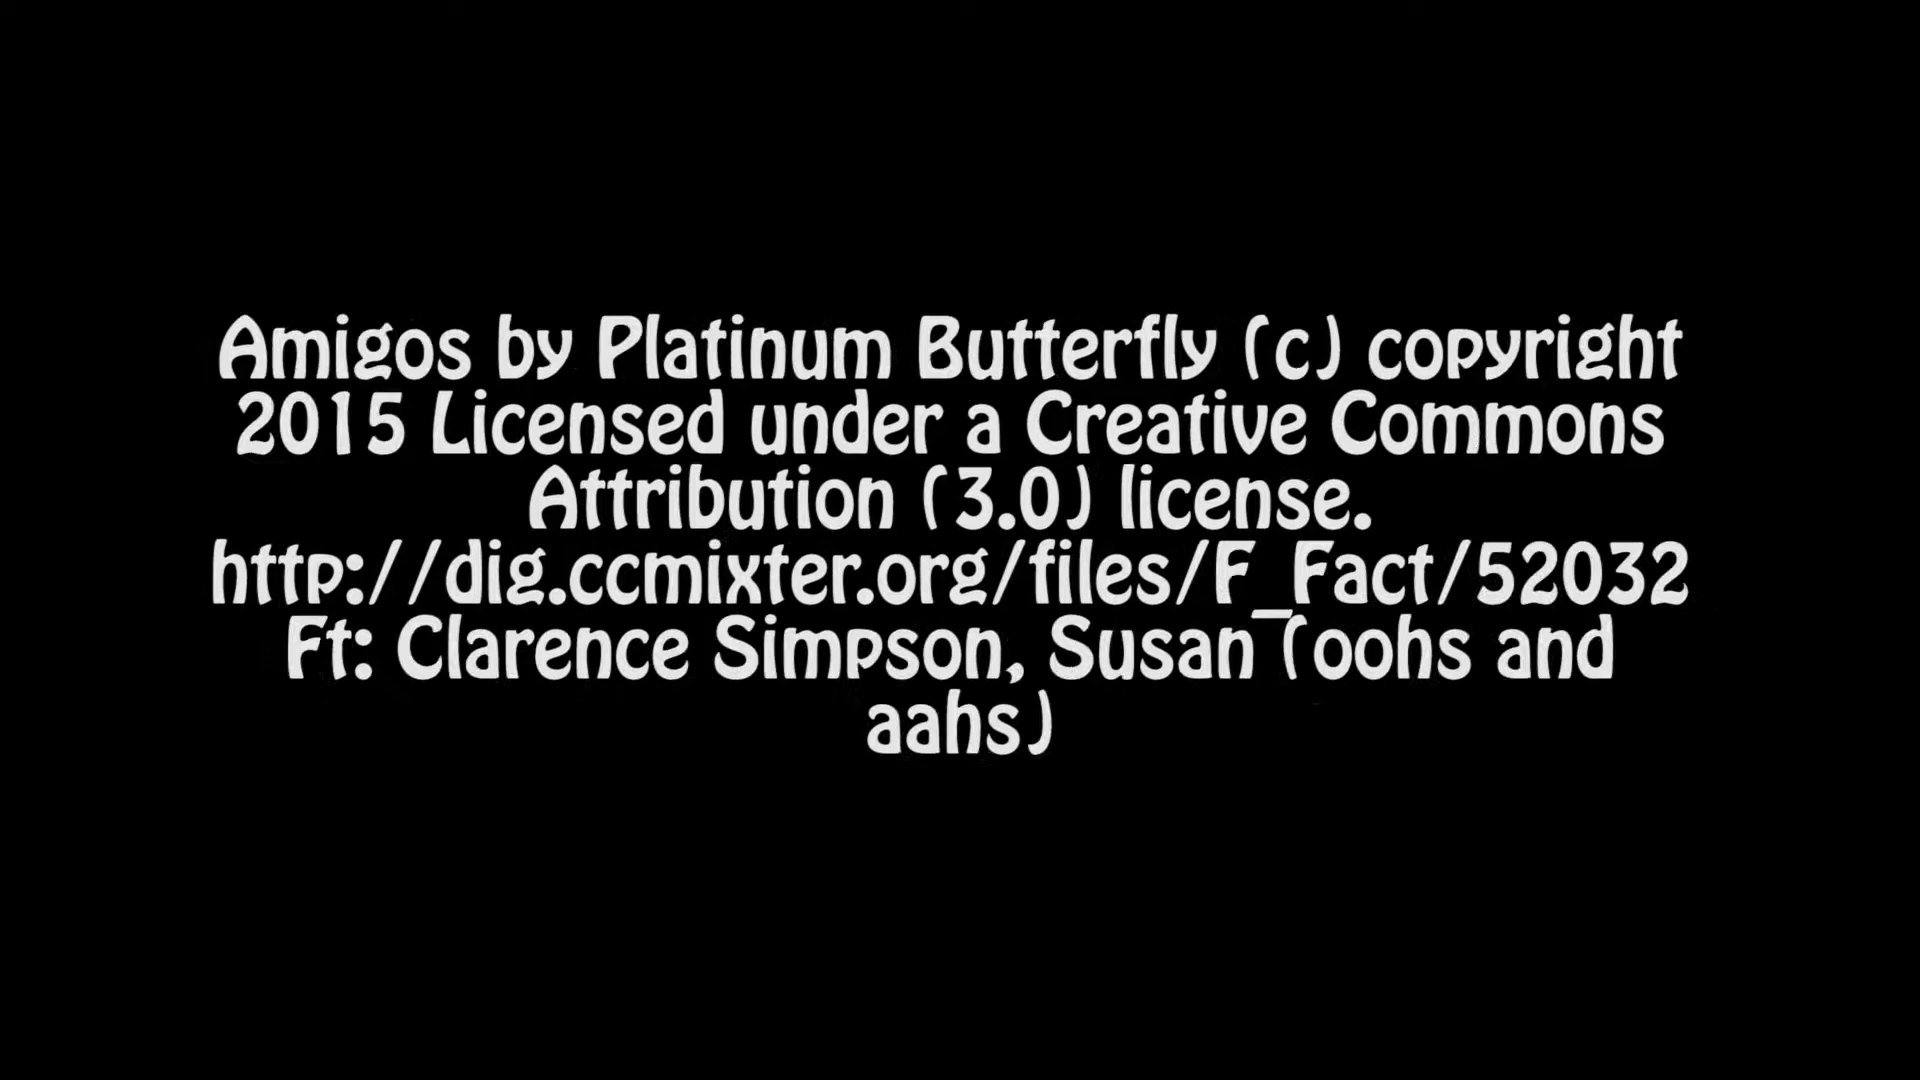 Amigos by Platinum Butterfly (c) copyright
2015 Licensed under a Creative Commons
Attribution (3.0) license.
http://dig.ccmixter.org/files/F_Fact/52032
Ft: Clarence Simpson, Susan (oohs and
aahs)